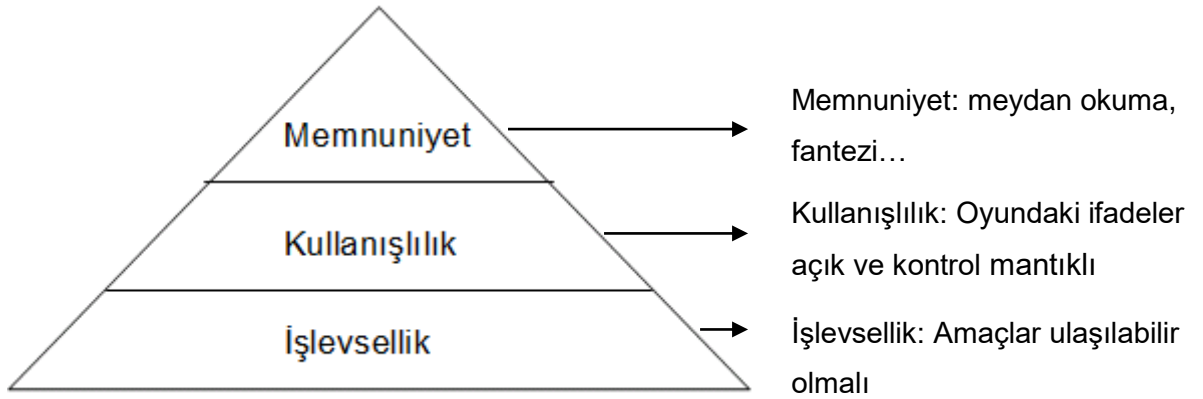 Memnuniyet
Kullanışlılık
İşlevsellik
Memnuniyet: meydan okuma,
fantezi…
Kullanışlılık: Oyundaki ifadeler
açık ve kontrol mantıklı
İşlevsellik: Amaçlar ulaşılabilir
olmalı